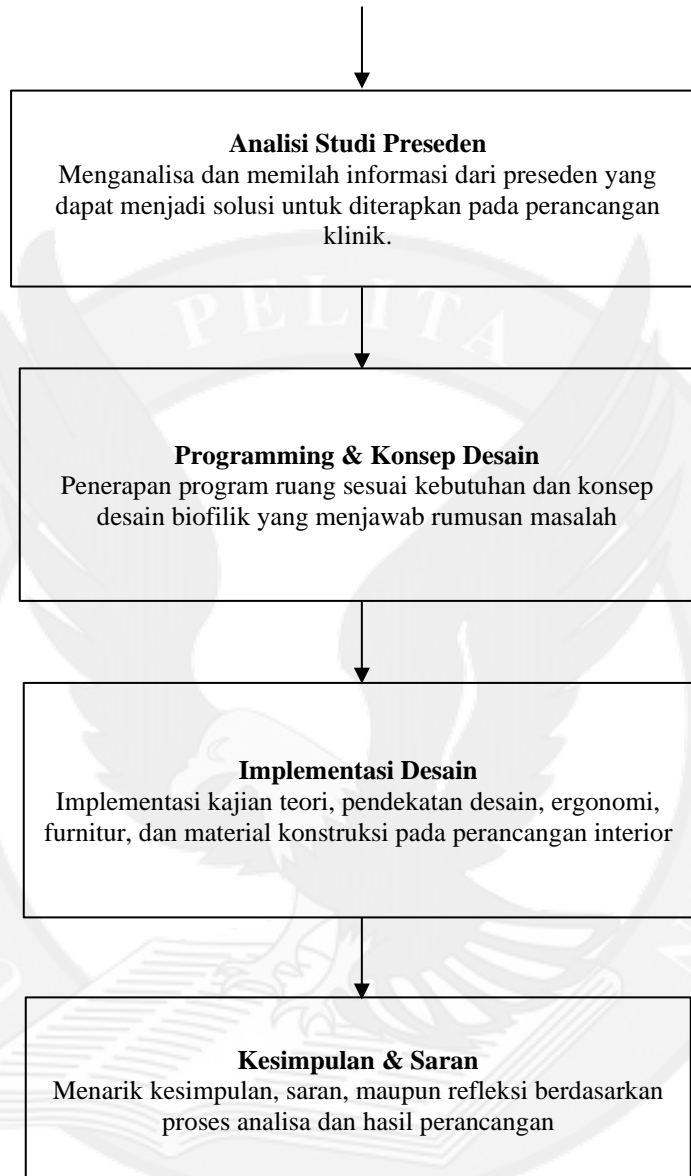 Analisi Studi Preseden
Menganalisa dan memilah informasi dari preseden yang
dapat menjadi solusi untuk diterapkan pada perancangan
klinik.
PELITA
Programming & Konsep Desain
Penerapan program ruang sesuai kebutuhan dan konsep
desain biofilik yang menjawab rumusan masalah
Implementasi Desain
Implementasi kajian teori, pendekatan desain, ergonomi,
furnitur, dan material konstruksi pada perancangan interior
Kesimpulan & Saran
Menarik kesimpulan, saran, maupun refleksi berdasarkan
proses analisa dan hasil perancangan